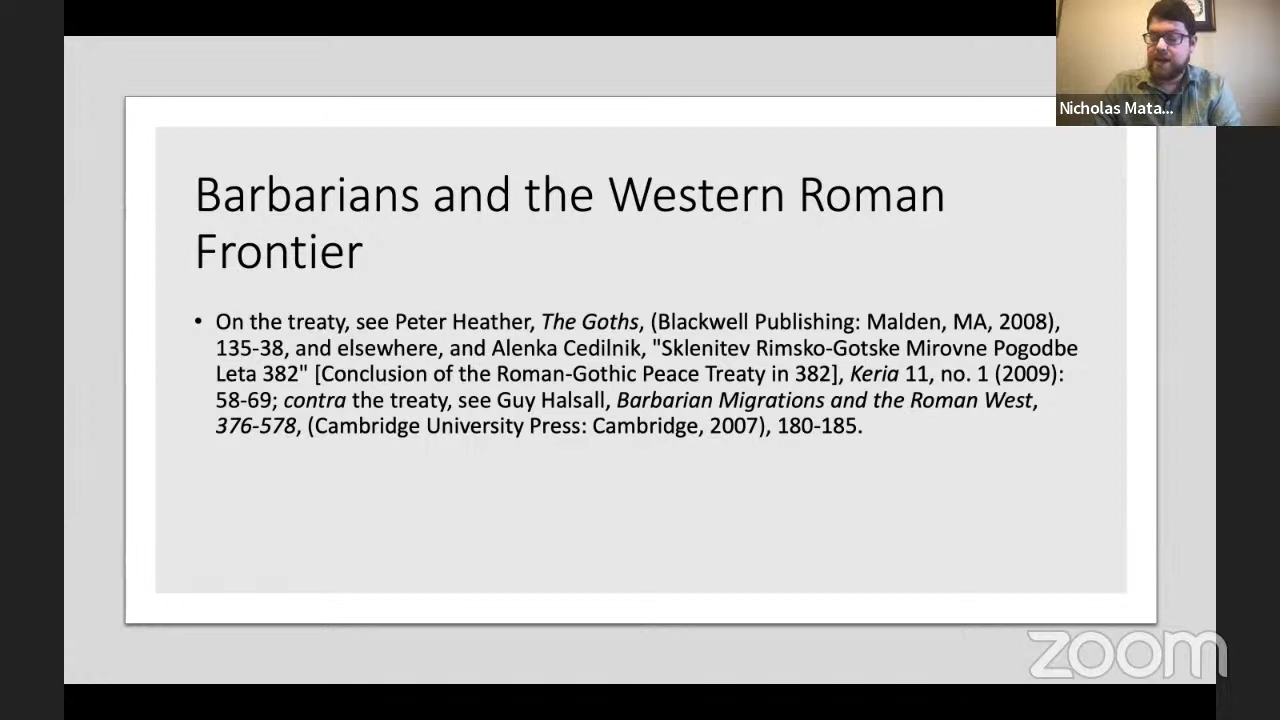 Nicholas Mata...
Barbarians and the Western Roman
Frontier
• On the treaty, see Peter Heather, The Goths, (Blackwell Publishing: Malden, MA, 2008),
135-38, and elsewhere, and Alenka Cedilnik, "Sklenitev Rimsko-Gotske Mirovne Pogodbe
Leta 382" [Conclusion of the Roman-Gothic Peace Treaty in 382], Keria 11, no. 1 (2009):
58-69; contra the treaty, see Guy Halsall, Barbarian Migrations and the Roman West,
376-578, (Cambridge University Press: Cambridge, 2007), 180-185.
zoom